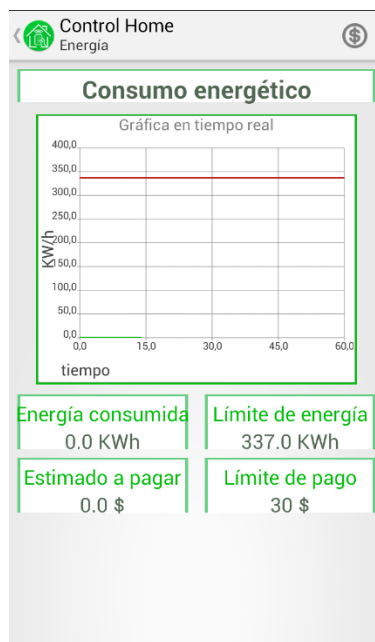 Control Home
Energía
Consumo energético
Gráfica en tiempo real
400,0
350,0
300,0
250,0
200,0
150,0
100,0
50,0
0,0
KW/h
0,0 15,0 30,0 45,0 60,0
tiempo
Energía consumida
0.0 KWh
Límite de energía
337.0 KWh
Estimado a pagar
0.0 $
Límite de pago
30 $